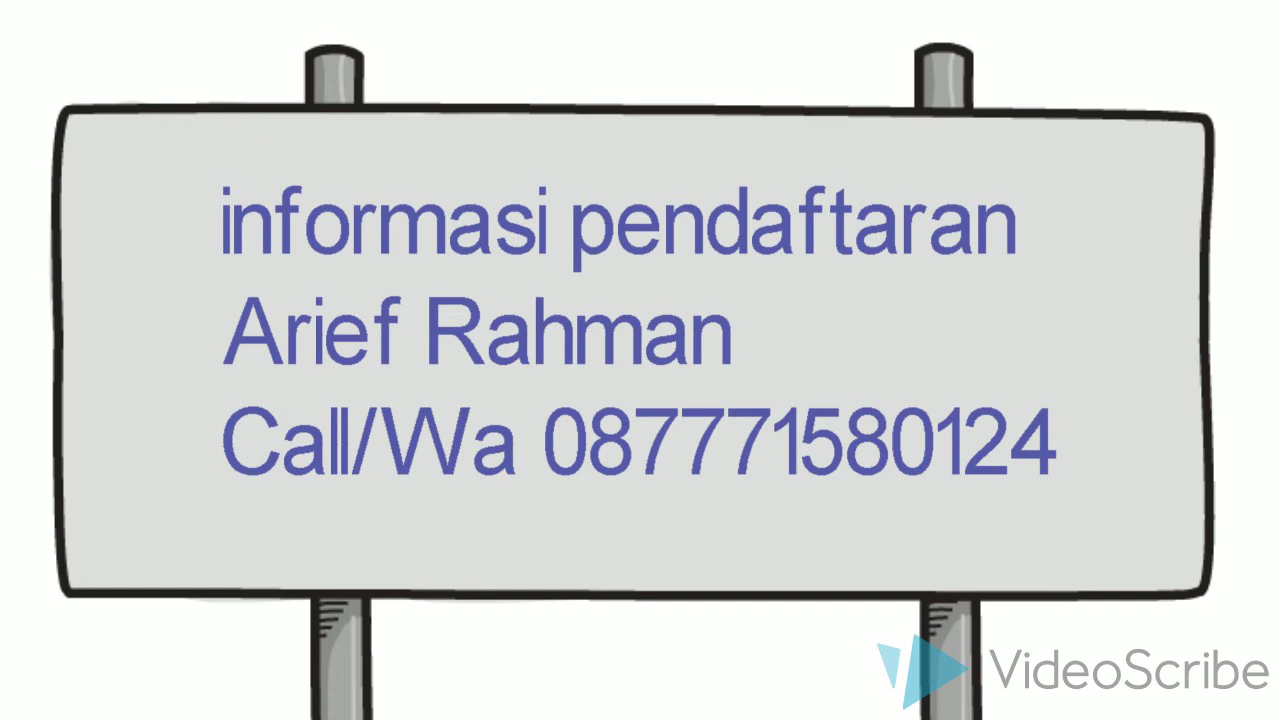 informasi pendaftaran
Arief Rahman
Call/Wa 087771580124
VideoScribe